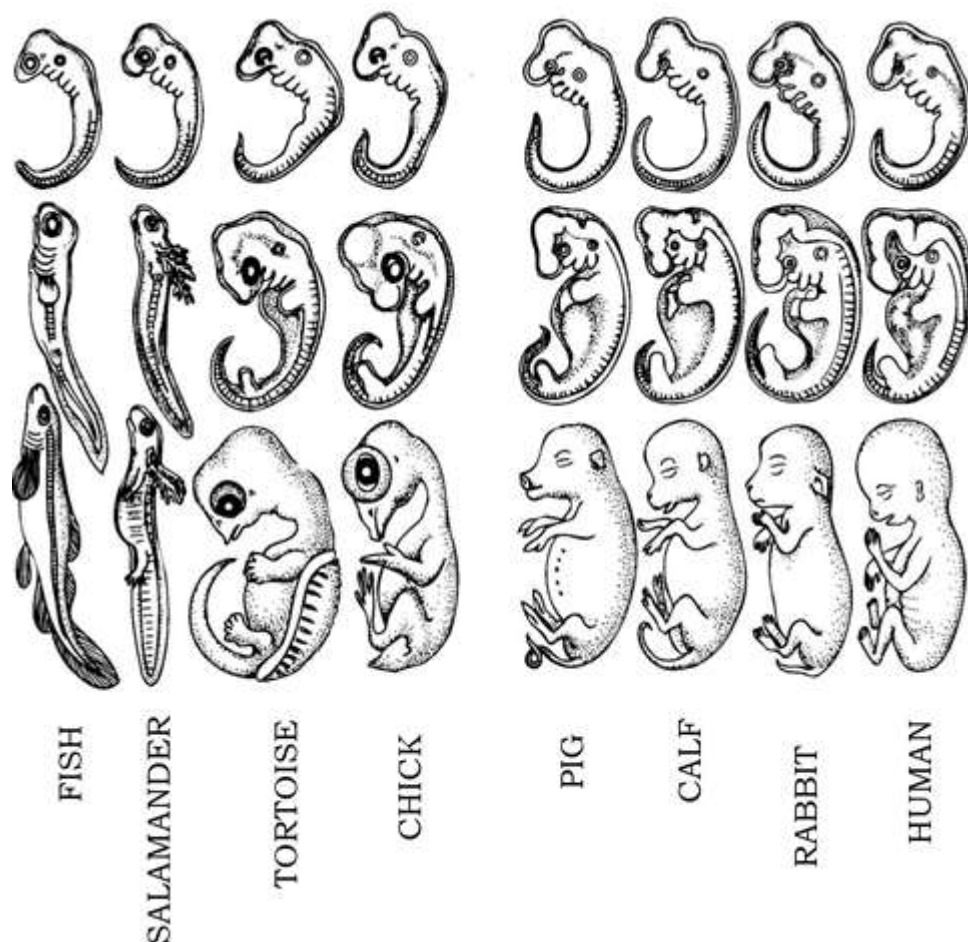 FISH
SALAMANDER
TORTOISE
CHICK
PIG
CALF
RABBIT
HUMAN